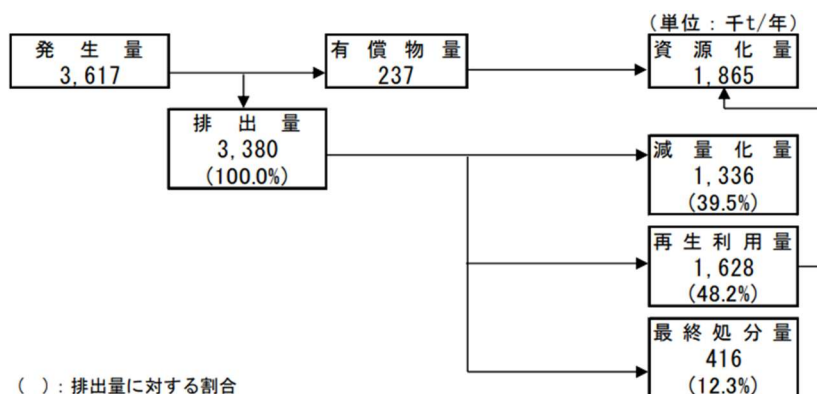 (単位：千t/年)
発生量
3,617
有償物量
237
資源化量
1,865
排出量
3,380
(100.0%)
減量化量
1,336
(39.5%)
再生利用量
1,628
(48.2%)
最終処分量
416
(12.3%)
( )：排出量に対する割合